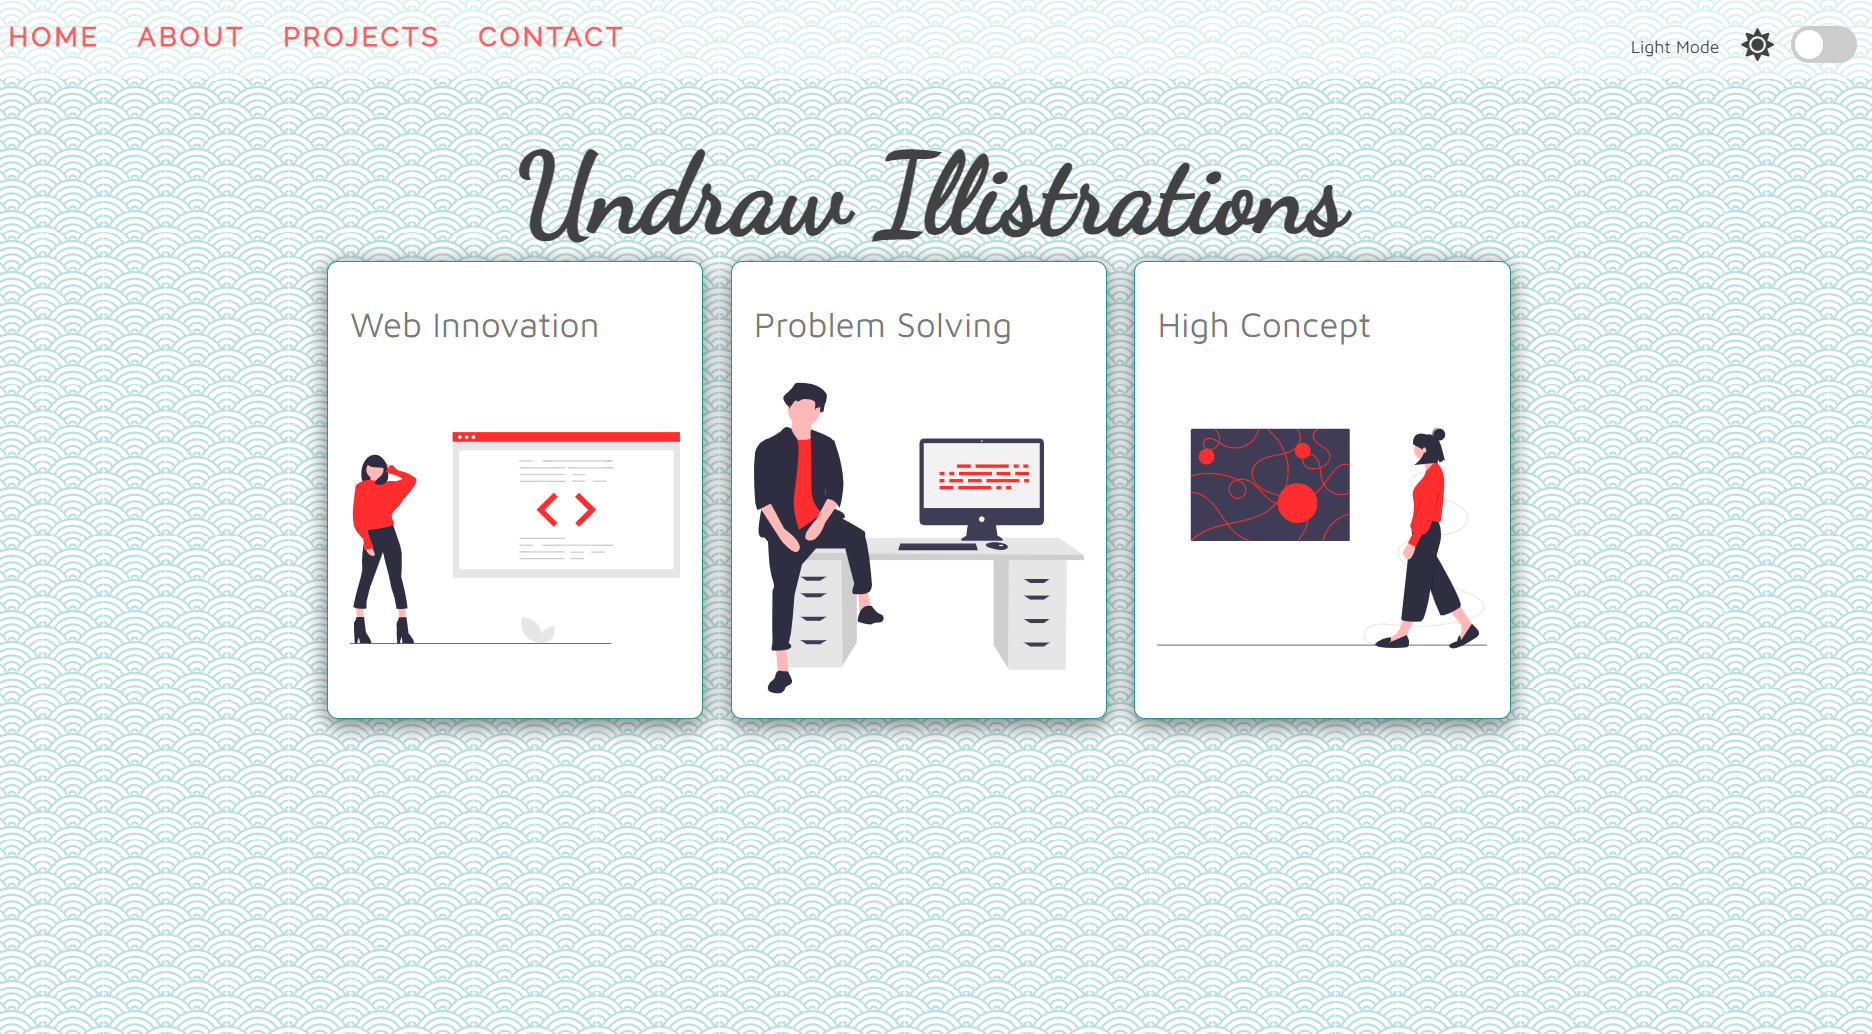 HOME ABOUT PROJECTS CONTACT
Light Mode
Undraw Illistrations
Web Innovation
Problem Solving
High Concept